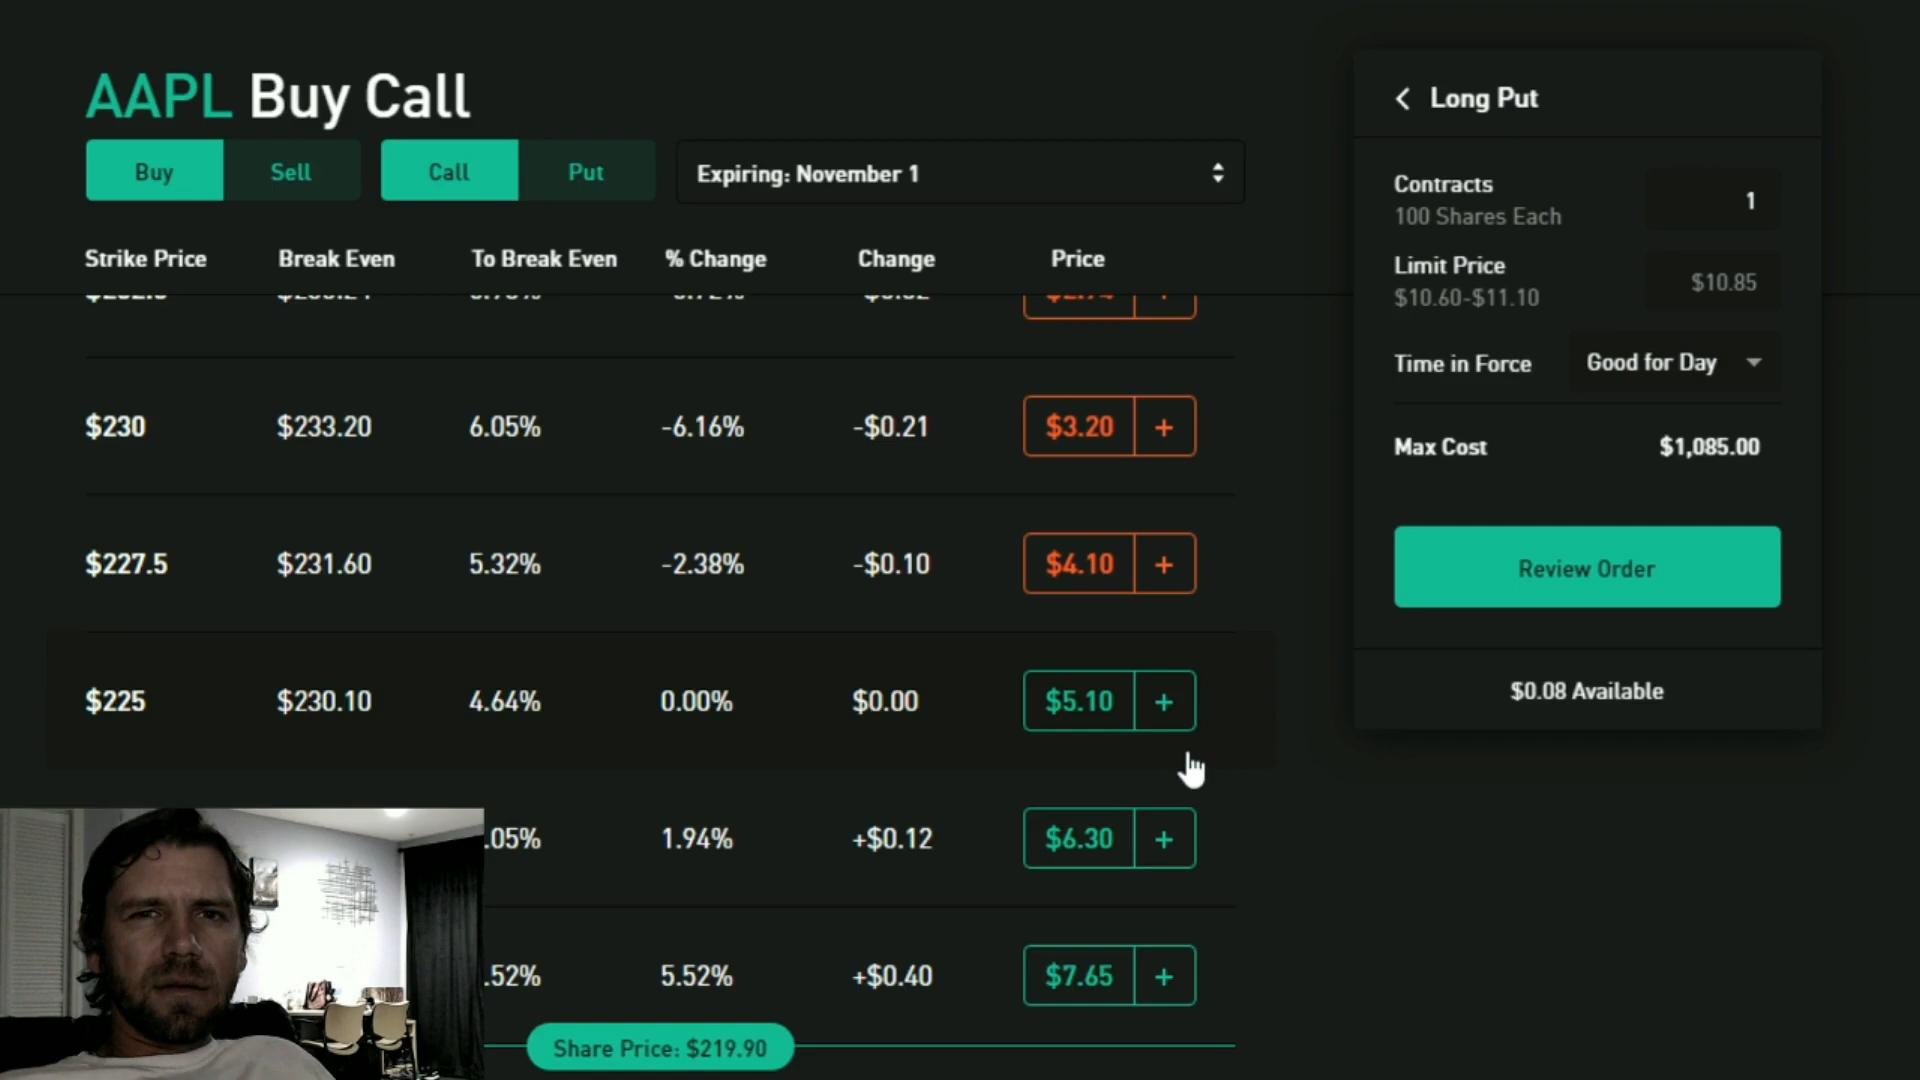 AAPL Buy Call
Buy Sell Call Put Expiring: November 1
Strike Price Break Even To Break Even % Change Change Price
$230 $233.20 6.05% -6.16% -$0.21 $3.20 +
$227.5 $231.60 5.32% -2.38% -$0.10 $4.10 +
$225 $230.10 4.64% 0.00% $0.00 $5.10 +
.05% 1.94% +$0.12 $6.30 +
.52% 5.52% +$0.40 $7.65 +
Share Price: $219.90
Long Put
Contracts 1
100 Shares Each
Limit Price $10.85
$10.60-$11.10
Time in Force Good for Day
Max Cost $1,085.00
Review Order
$0.08 Available